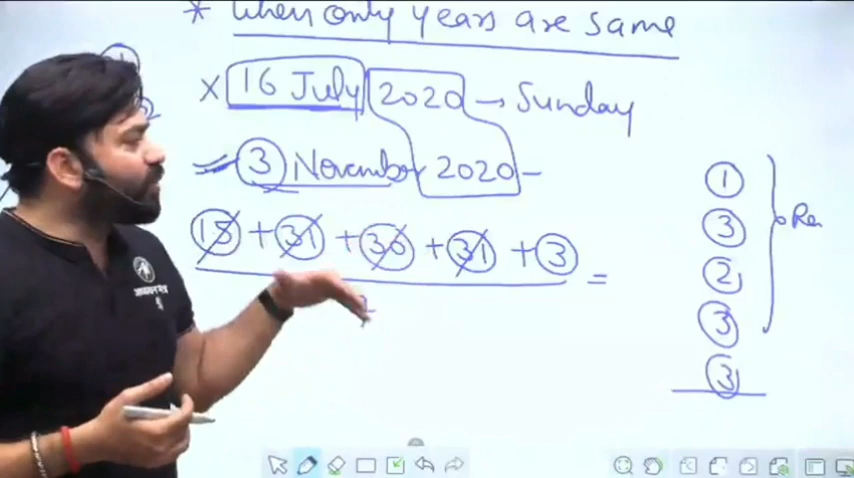 * When only years are same
× 16 July 2020 → Sunday
3 November 2020 -
15 + 31 + 30 + 31 + 3 =
1
3
2
3
3
Re